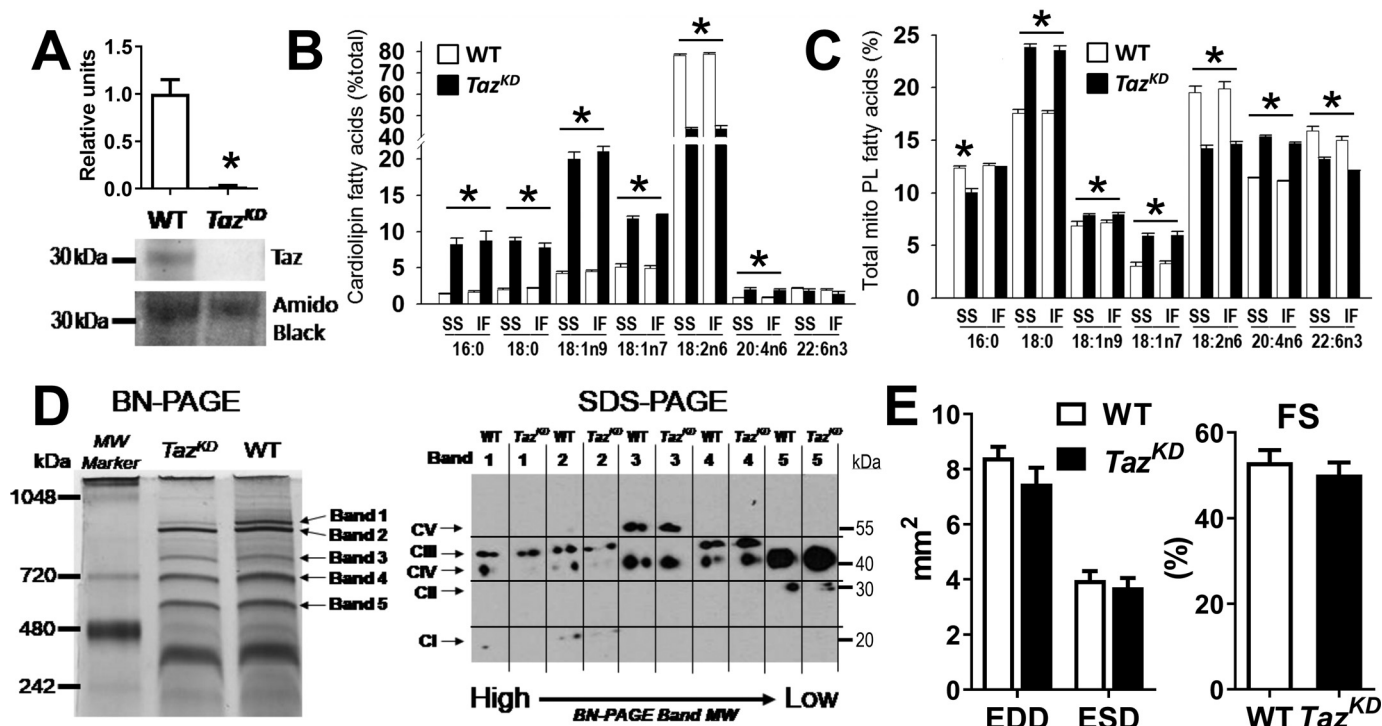 A
Relative units
1.5
1.0
0.5
0.0
*
WT Taz^KD
30 kDa Taz
30 kDa Amido
Black
B
Cardiolipin fatty acids (%total)
WT
Taz^KD
80
70
60
50
40
20
15
10
5
0
* * * * * *
SS IF SS IF SS IF SS IF SS IF SS IF SS IF
16:0 18:0 18:1n9 18:1n7 18:2n6 20:4n6 22:6n3
C
Total mito PL fatty acids (%)
WT
Taz^KD
25
20
15
10
5
0
* * * * * * *
SS IF SS IF SS IF SS IF SS IF SS IF SS IF
16:0 18:0 18:1n9 18:1n7 18:2n6 20:4n6 22:6n3
D
BN-PAGE
kDa MW Marker Taz^KD WT
1048
720
480
242
Band 1
Band 2
Band 3
Band 4
Band 5
SDS-PAGE
WT Taz^KD WT Taz^KD WT Taz^KD WT Taz^KD WT Taz^KD
Band 1 1 2 2 3 3 4 4 5 5 kDa
CV 55
CIII
CIV 40
CII 30
CI 20
High Low
BN-PAGE Band MW
E
WT
Taz^KD
mm^2
10
8
6
4
2
0
EDD ESD
FS
(%)
60
40
20
0
WT Taz^KD